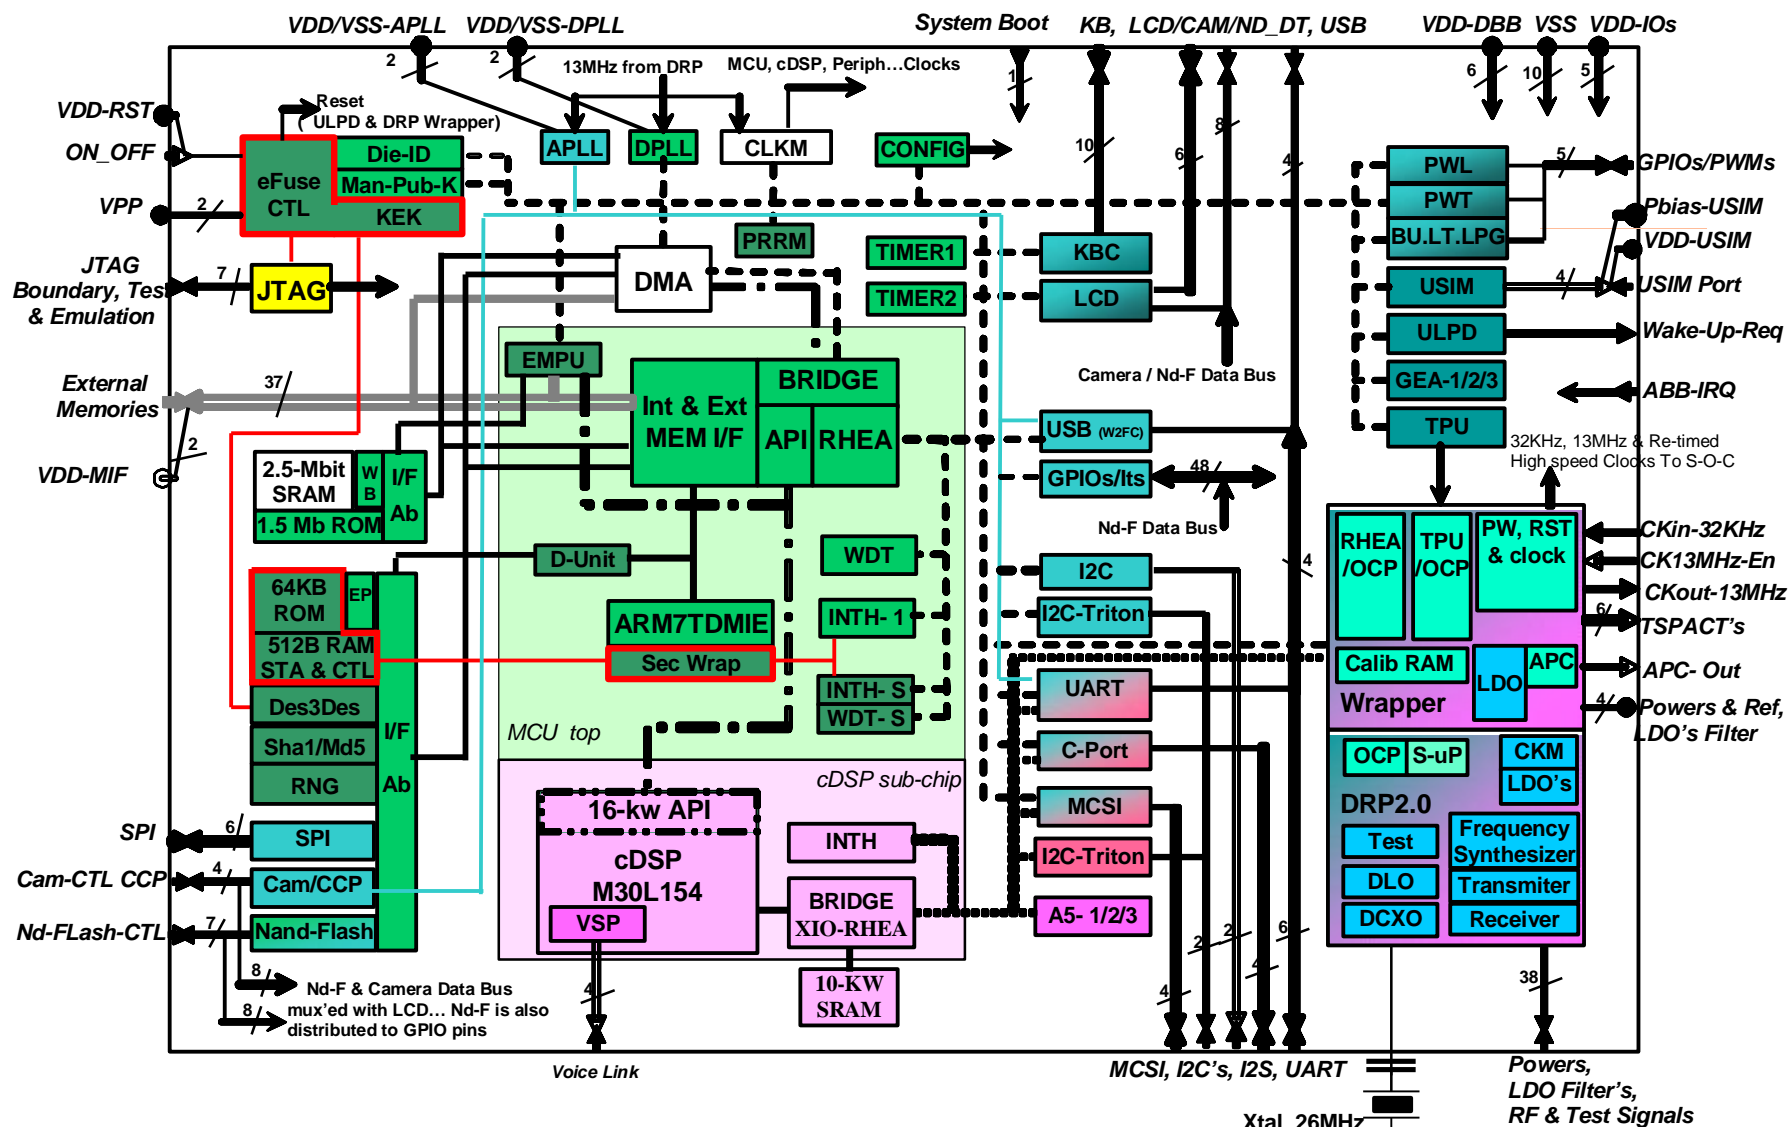 VDD/VSS-APLL
VDD/VSS-DPLL
System Boot
KB, LCD/CAM/ND_DT, USB
VDD-DBB
VSS
VDD-IOs
2
2
13MHz from DRP
MCU, cDSP, Periph...Clocks
1
6
10
5
VDD-RST
Reset
( ULPD & DRP Wrapper)
ON_OFF
VPP
2
eFuse
CTL
Die-ID
Man-Pub-K
KEK
APLL
DPLL
CLKM
CONFIG
10
6
8
4
PWL
PWT
BU.LT.LPG
5
GPIOs/PWMs
Pbias-USIM
VDD-USIM
PRRM
TIMER1
KBC
JTAG
Boundary, Test
& Emulation
7
JTAG
DMA
TIMER2
LCD
USIM
4
USIM Port
ULPD
Wake-Up-Req
EMPU
Camera / Nd-F Data Bus
GEA-1/2/3
ABB-IRQ
External
Memories
37
2
VDD-MIF
Int & Ext
MEM I/F
BRIDGE
API
RHEA
USB (W2FC)
TPU
32KHz, 13MHz & Re-timed
High speed Clocks To S-O-C
2.5-Mbit
SRAM
W
B
I/F
Ab
1.5 Mb ROM
GPIOs/Its
48
Nd-F Data Bus
RHEA
/OCP
TPU
/OCP
PW, RST
& clock
CKin-32KHz
CK13MHz-En
CKout-13MHz
6
TSPACT's
D-Unit
WDT
I2C
4
64KB
ROM
EP
512B RAM
STA & CTL
ARM7TDMIE
Sec Wrap
INTH- 1
I2C-Triton
Calib RAM
LDO
APC
APC- Out
Wrapper
4
Powers & Ref,
LDO's Filter
Des3Des
Sha1/Md5
RNG
I/F
Ab
INTH- S
WDT- S
UART
MCU top
C-Port
OCP
S-uP
CKM
LDO's
DRP2.0
cDSP sub-chip
16-kw API
MCSI
SPI
6
SPI
cDSP
M30L154
INTH
I2C-Triton
Test
Frequency
Synthesizer
Cam-CTL CCP
4
Cam/CCP
VSP
BRIDGE
XIO-RHEA
A5- 1/2/3
DLO
Transmiter
Nd-FLash-CTL
7
Nand-Flash
DCXO
Receiver
8
Nd-F & Camera Data Bus
mux'ed with LCD... Nd-F is also
distributed to GPIO pins
8
4
10-KW
SRAM
4
2
2
4
6
38
Voice Link
MCSI, I2C's, I2S, UART
Powers,
LDO Filter's,
RF & Test Signals
Xtal 26MHz